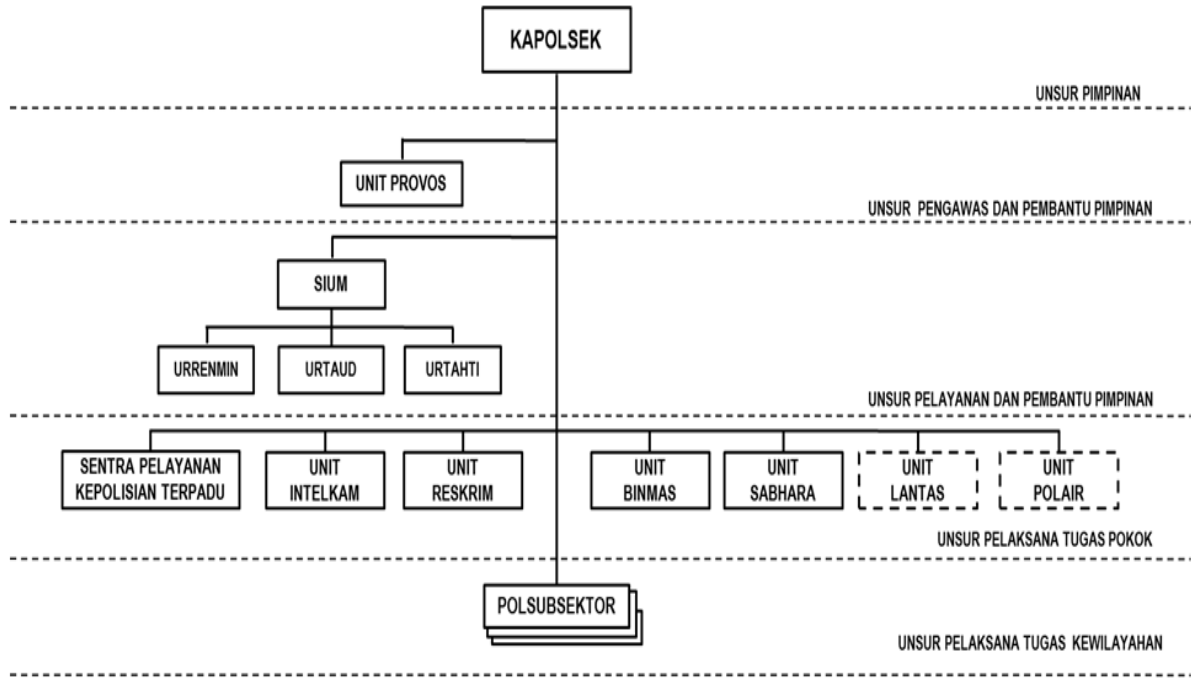 KAPOLSEK
UNSUR PIMPINAN
UNIT PROVOS
UNSUR PENGAWAS DAN PEMBANTU PIMPINAN
SIUM
URRENMIN
URTAUD
URTAHTI
UNSUR PELAYANAN DAN PEMBANTU PIMPINAN
SENTRA PELAYANAN
KEPOLISIAN TERPADU
UNIT
INTELKAM
UNIT
RESKRIM
UNIT
BINMAS
UNIT
SABHARA
UNIT
LANTAS
UNIT
POLAIR
UNSUR PELAKSANA TUGAS POKOK
POLSUBSEKTOR
UNSUR PELAKSANA TUGAS KEWILAYAHAN